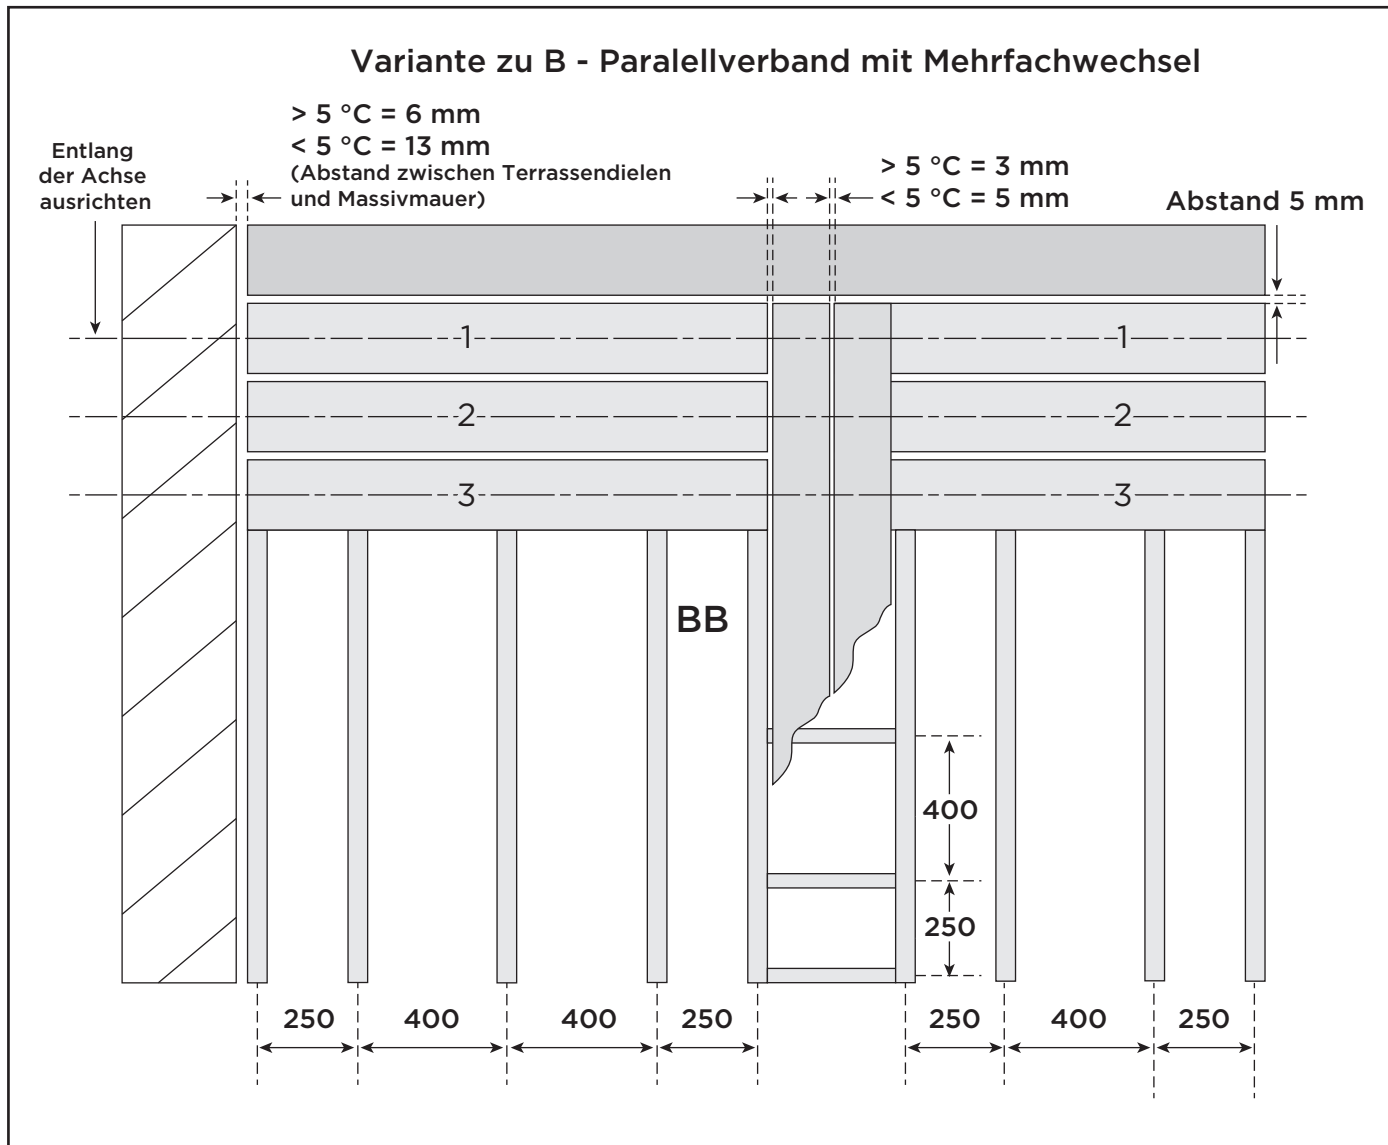 Variante zu B - Paralellverband mit Mehrfachwechsel
> 5 °C = 6 mm
< 5 °C = 13 mm
(Abstand zwischen Terrassendielen
und Massivmauer)
Entlang
der Achse
ausrichten
> 5 °C = 3 mm
< 5 °C = 5 mm
Abstand 5 mm
1 1
2 2
3 3
BB
400
250
250 400 400 250 250 400 250